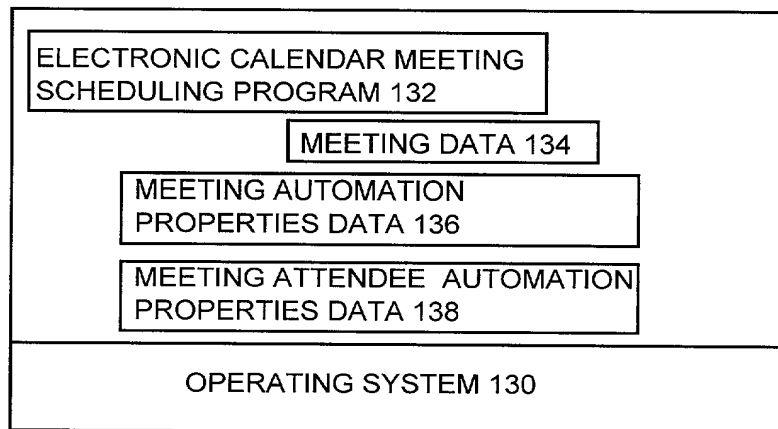 ELECTRONIC CALENDAR MEETING
SCHEDULING PROGRAM 132
MEETING DATA 134
MEETING AUTOMATION
PROPERTIES DATA 136
MEETING ATTENDEE AUTOMATION
PROPERTIES DATA 138
OPERATING SYSTEM 130